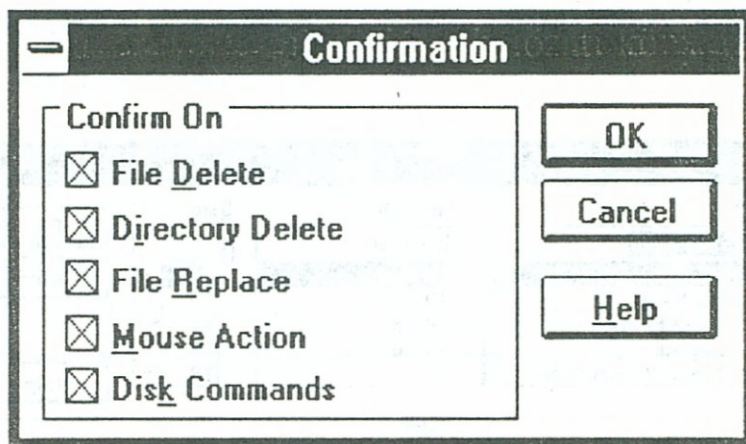 Confirmation
Confirm On
File Delete
Directory Delete
File Replace
Mouse Action
Disk Commands
OK
Cancel
Help